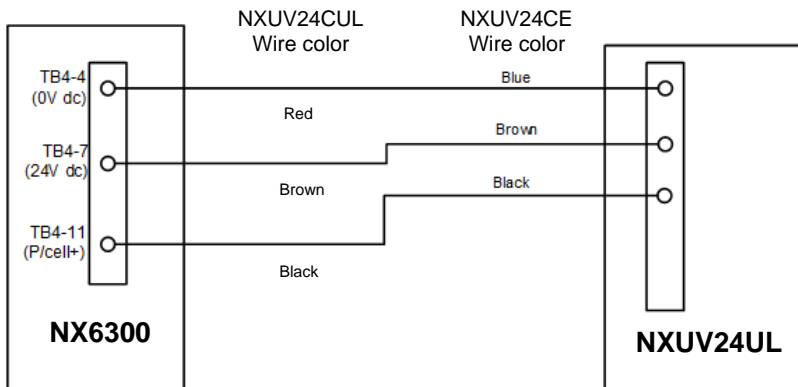 NXUV24CUL
Wire color
NXUV24CE
Wire color
TB4-4
(0V dc)
Blue
Red
Brown
TB4-7
(24V dc)
Brown
Black
TB4-11
(P/cell+)
Black
NX6300
NXUV24UL